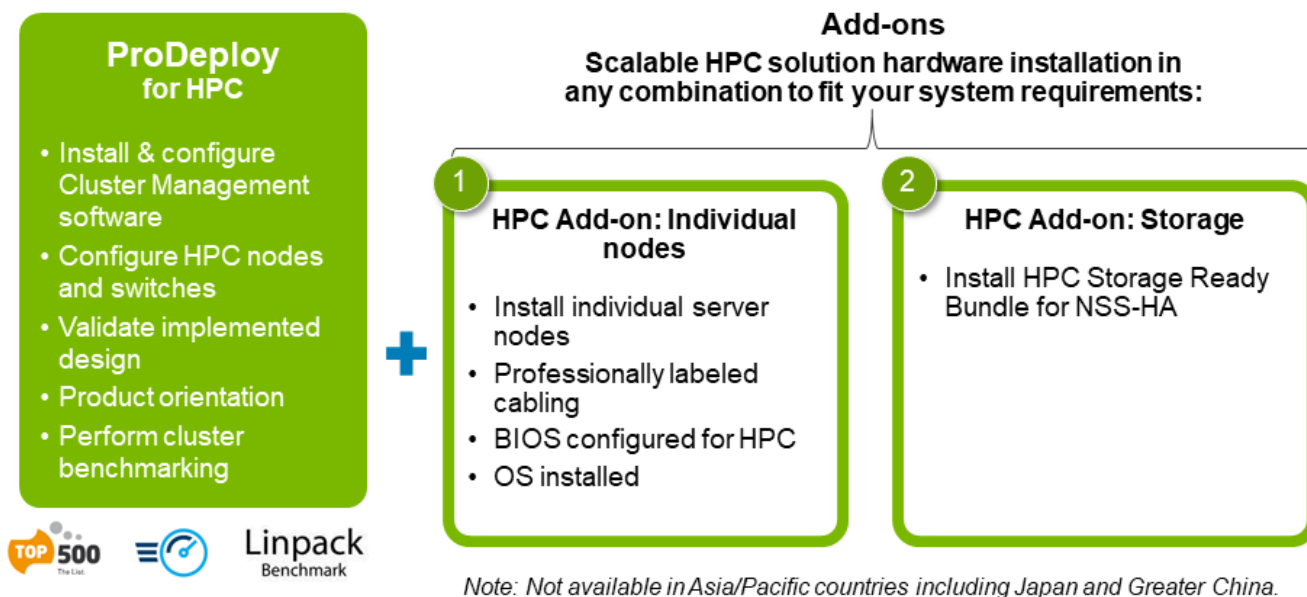 ProDeploy
for HPC
• Install & configure
Cluster Management
software
• Configure HPC nodes
and switches
• Validate implemented
design
• Product orientation
• Perform cluster
benchmarking
TOP 500
The List.
Linpack
Benchmark
Add-ons
Scalable HPC solution hardware installation in
any combination to fit your system requirements:
1
HPC Add-on: Individual
nodes
• Install individual server
nodes
• Professionally labeled
cabling
• BIOS configured for HPC
• OS installed
2
HPC Add-on: Storage
• Install HPC Storage Ready
Bundle for NSS-HA
Note: Not available in Asia/Pacific countries including Japan and Greater China.